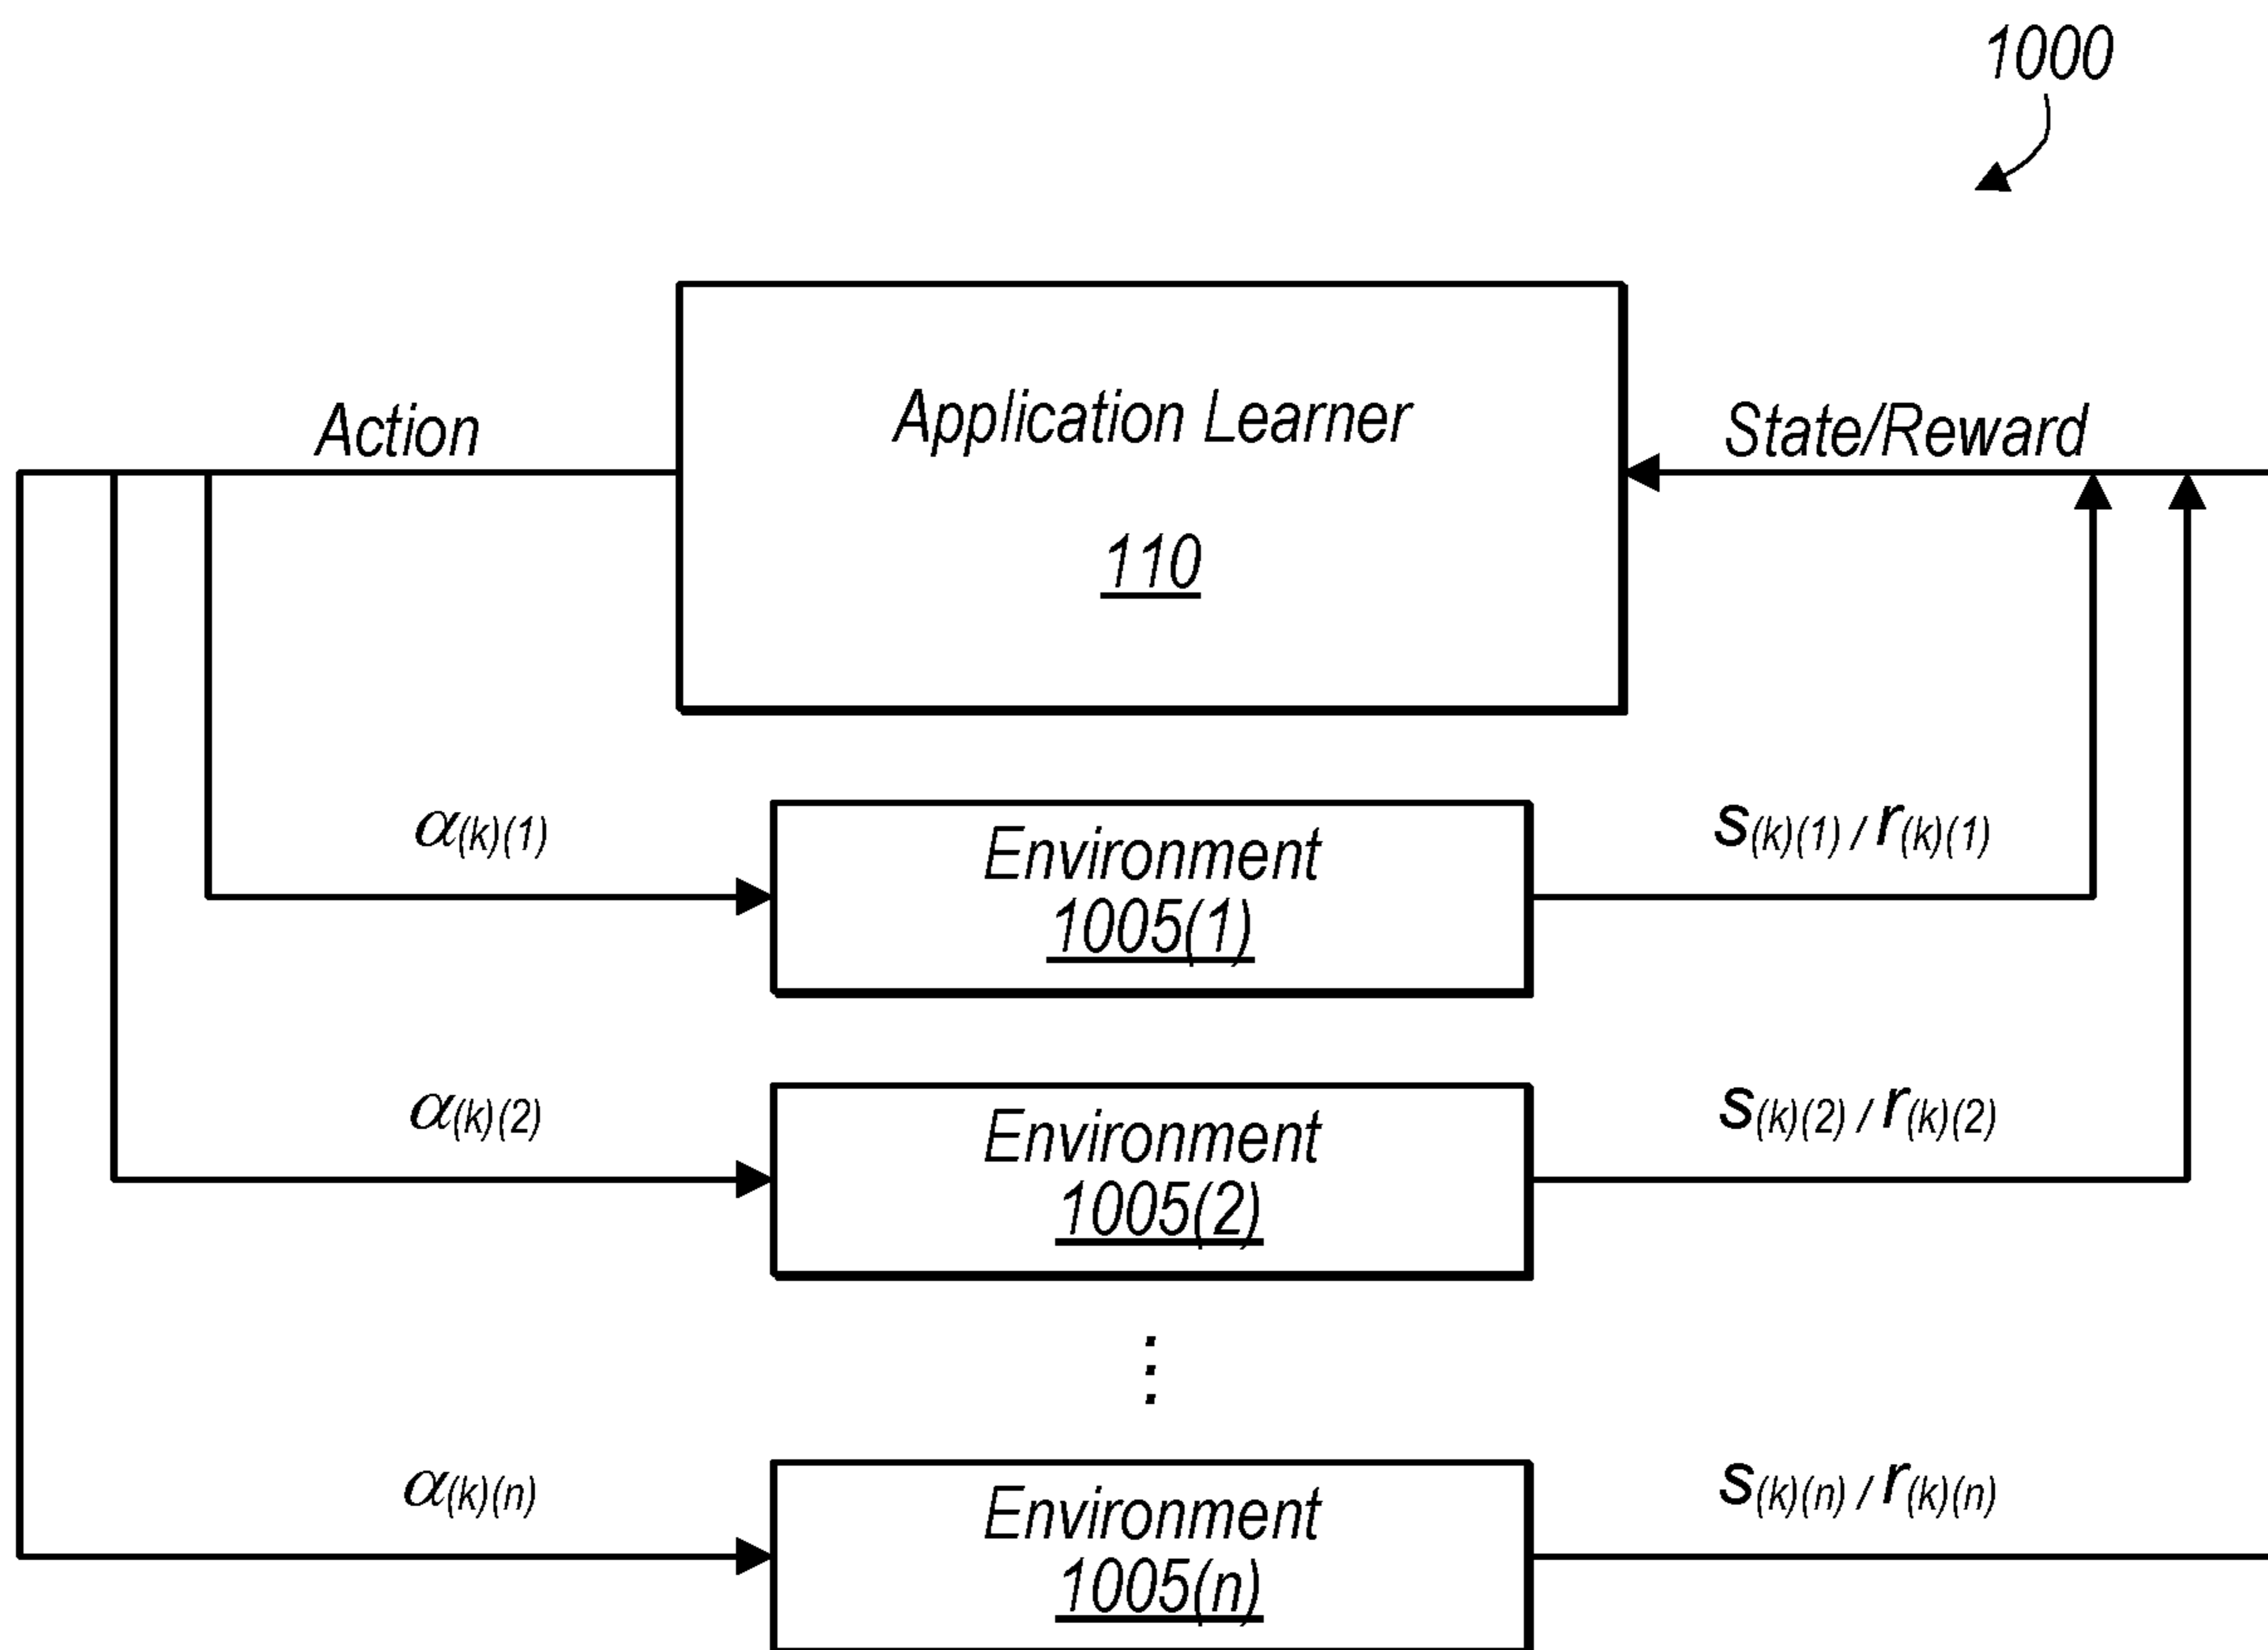 1000
Action
Application Learner
110
State/Reward
α(k)(1)
Environment
1005(1)
s(k)(1) / r(k)(1)
α(k)(2)
Environment
1005(2)
s(k)(2) / r(k)(2)
⋮
α(k)(n)
Environment
1005(n)
s(k)(n) / r(k)(n)